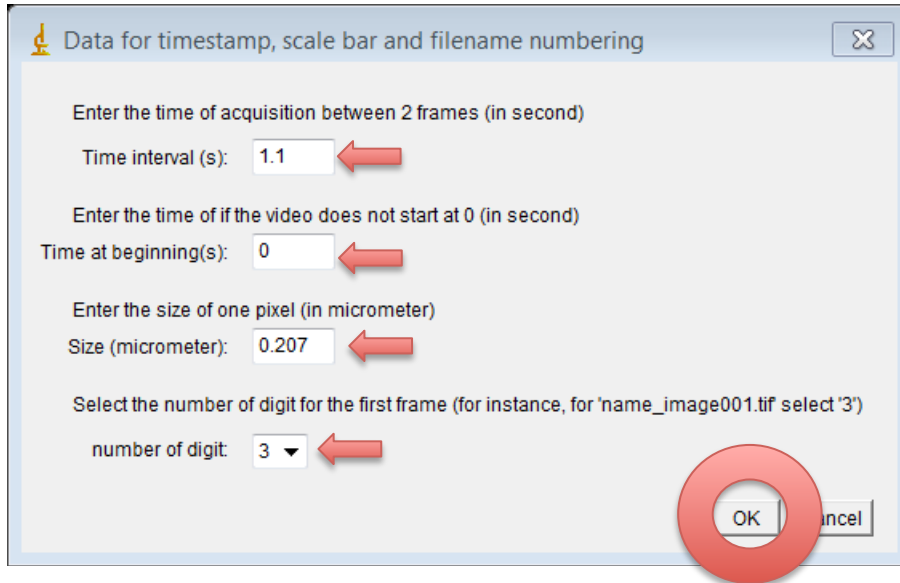 Data for timestamp, scale bar and filename numbering
Enter the time of acquisition between 2 frames (in second)
Time interval (s): 1.1
Enter the time of if the video does not start at 0 (in second)
Time at beginning(s): 0
Enter the size of one pixel (in micrometer)
Size (micrometer): 0.207
Select the number of digit for the first frame (for instance, for 'name_image001.tif' select '3')
number of digit: 3
OK